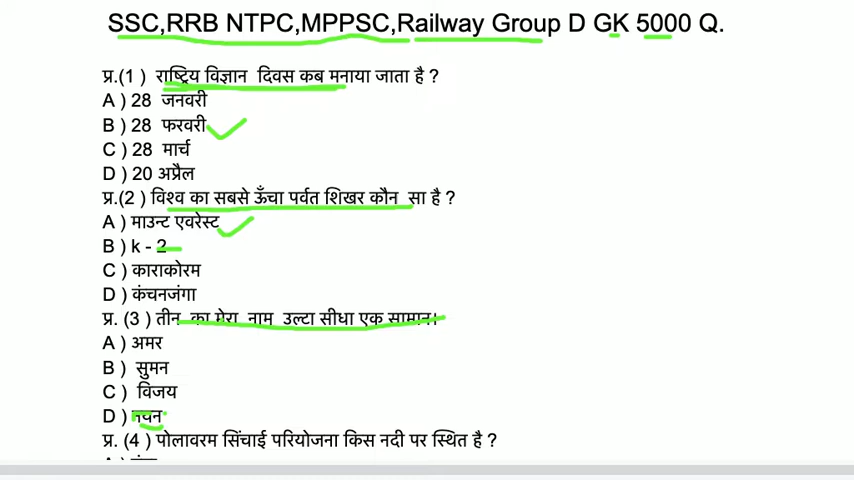 SSC,RRB NTPC,MPPSC,Railway Group D GK 5000 Q.
प्र.(1 ) राष्ट्रिय विज्ञान दिवस कब मनाया जाता है ?
A ) 28 जनवरी
B ) 28 फरवरी
C ) 28 मार्च
D ) 20 अप्रैल
प्र.(2 ) विश्व का सबसे ऊँचा पर्वत शिखर कौन सा है ?
A ) माउन्ट एवरेस्ट
B ) k - 2
C ) काराकोरम
D ) कंचनजंगा
प्र. (3 ) तीन का मेरा नाम उल्टा सीधा एक सामान।
A ) अमर
B ) सुमन
C ) विजय
D ) नयन
प्र. (4 ) पोलावरम सिंचाई परियोजना किस नदी पर स्थित है ?